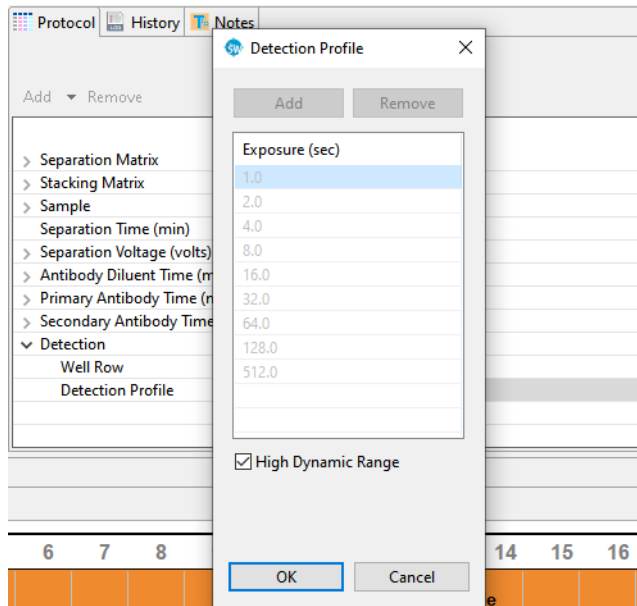 Protocol History Notes
Detection Profile
Add Remove
Add Remove
Exposure (sec)
1.0
2.0
4.0
8.0
16.0
32.0
64.0
128.0
512.0
Separation Matrix
Stacking Matrix
Sample
Separation Time (min)
Separation Voltage (volts)
Antibody Diluent Time (m
Primary Antibody Time (n
Secondary Antibody Time
Detection
Well Row
Detection Profile
High Dynamic Range
OK Cancel
6 7 8 14 15 16